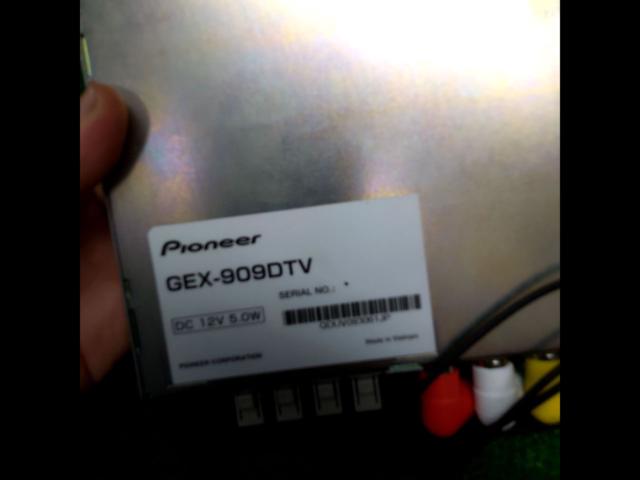 Pioneer
GEX-909DTV
SERIAL NO.:
DC 12V 5.0W
PIONEER CORPORATION
Made in Vietnam